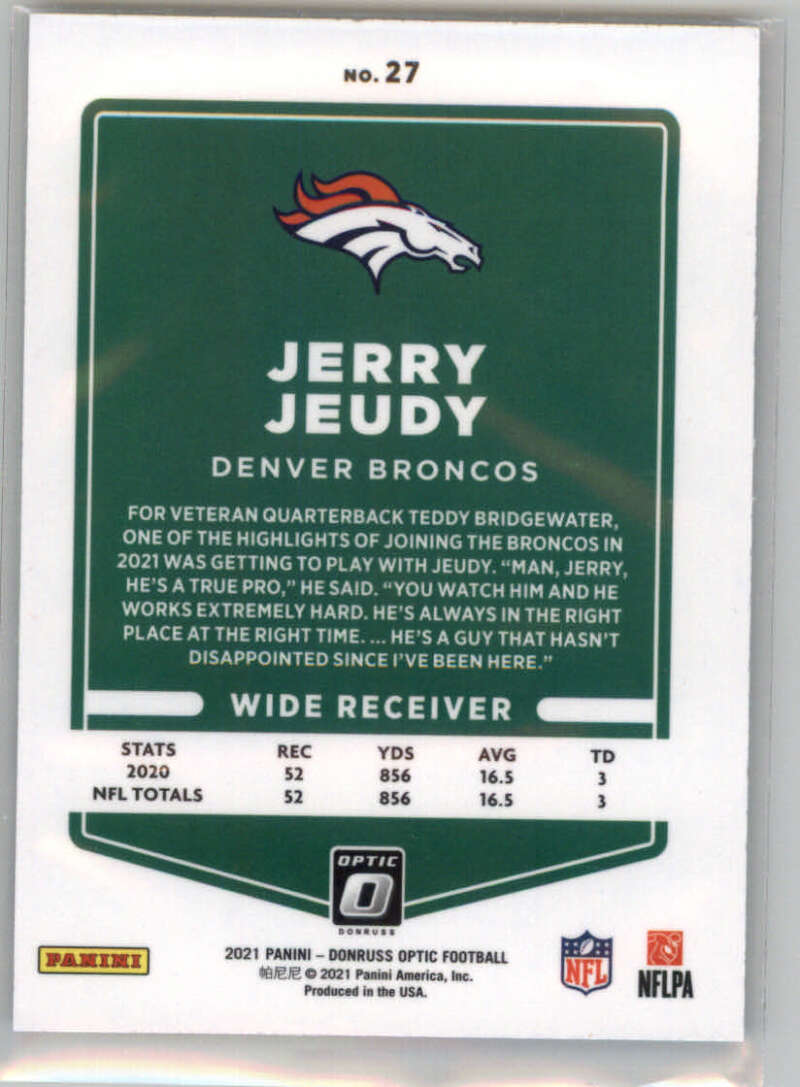 NO. 27
JERRY
JEUDY
DENVER BRONCOS
FOR VETERAN QUARTERBACK TEDDY BRIDGEWATER,
ONE OF THE HIGHLIGHTS OF JOINING THE BRONCOS IN
2021 WAS GETTING TO PLAY WITH JEUDY. “MAN, JERRY,
HE'S A TRUE PRO,” HE SAID. “YOU WATCH HIM AND HE
WORKS EXTREMELY HARD. HE'S ALWAYS IN THE RIGHT
PLACE AT THE RIGHT TIME. ... HE'S A GUY THAT HASN'T
DISAPPOINTED SINCE I'VE BEEN HERE.”
WIDE RECEIVER
STATS REC YDS AVG TD
2020 52 856 16.5 3
NFL TOTALS 52 856 16.5 3
OPTIC
O
DONRUSS
PANINI
2021 PANINI – DONRUSS OPTIC FOOTBALL
帕尼尼 © 2021 Panini America, Inc.
Produced in the USA.
NFL
NFLPA